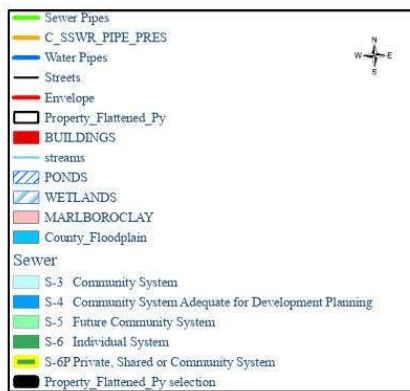 Sewer Pipes
C_SSWR_PIPE_PRES
Water Pipes
Streets
Envelope
Property_Flattened_Py
BUILDINGS
streams
PONDS
WETLANDS
MARLBOROCLAY
County_Floodplain
Sewer
S-3 Community System
S-4 Community System Adequate for Development Planning
S-5 Future Community System
S-6 Individual System
S-6P Private, Shared or Community System
Property_Flattened_Py selection
N
W E
S